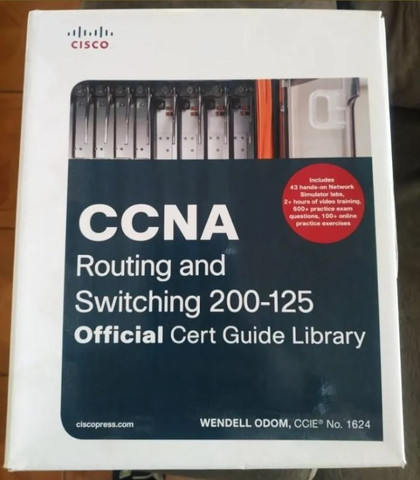 CISCO
Includes
43 hands-on Network
Simulator labs,
2+ hours of video training,
600+ practice exam
questions, 100+ online
practice exercises
CCNA
Routing and
Switching 200-125
Official Cert Guide Library
ciscopress.com
WENDELL ODOM, CCIE® No. 1624